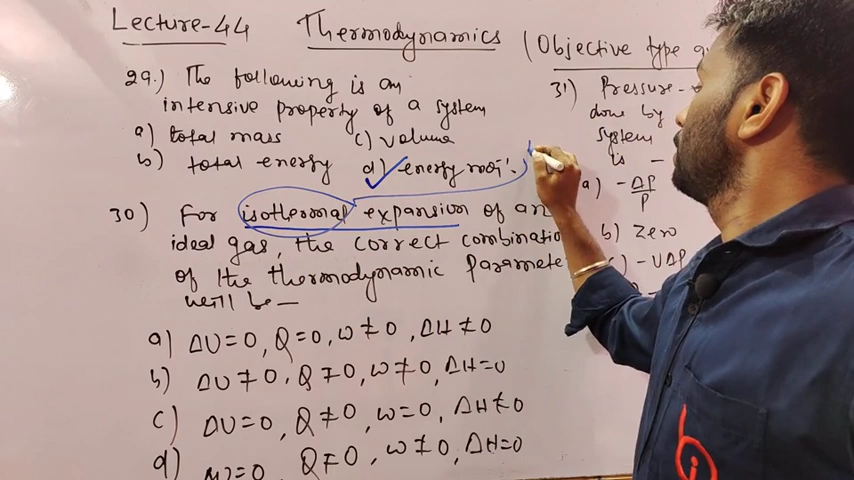 Lecture-44
Thermodynamics (Objective type
29.) The following is an
intensive property of a system
a) total mass c) volume
b) total energy d) energy mol⁻¹.
30) For isothermal expansion of an
ideal gas, the correct combination
of the thermodynamic
will be —
a) ΔU=0, Q=0, w≠0, ΔH≠0
b) ΔU≠0, Q≠0, w≠0, ΔH=0
c) ΔU=0, Q≠0, w=0, ΔH≠0
d) Q≠0, w≠0, ΔH=0
31) Pressure-
done by
system
is —
a) -ΔP/P
b) Zero
c) -VΔP